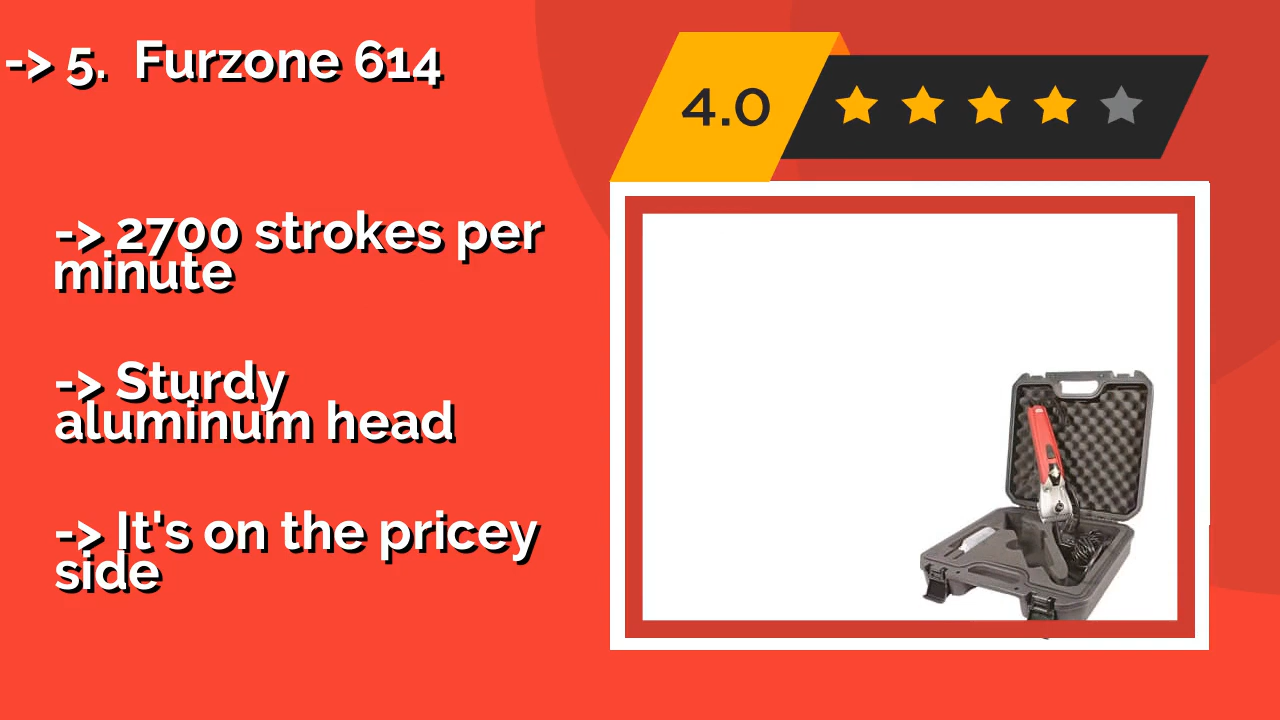 -> 5. Furzone 614
4.0
-> 2700 strokes per
minute
-> Sturdy
aluminum head
-> It's on the pricey
side